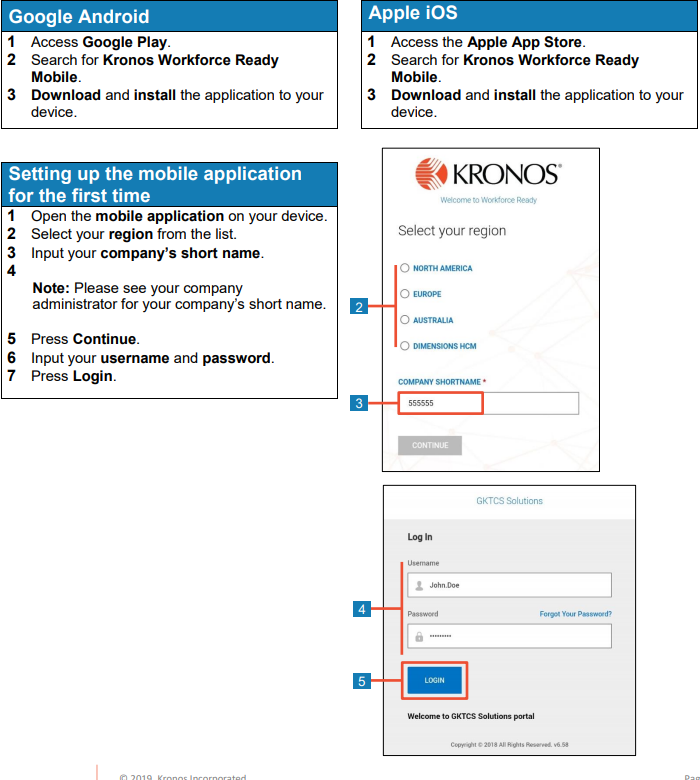 Google Android
1 Access Google Play.
2 Search for Kronos Workforce Ready
Mobile.
3 Download and install the application to your
device.
Apple iOS
1 Access the Apple App Store.
2 Search for Kronos Workforce Ready
Mobile.
3 Download and install the application to your
device.
Setting up the mobile application
for the first time
1 Open the mobile application on your device.
2 Select your region from the list.
3 Input your company's short name.
4
Note: Please see your company
administrator for your company's short name.
5 Press Continue.
6 Input your username and password.
7 Press Login.
KRONOS®
Welcome to Workforce Ready
Select your region
NORTH AMERICA
EUROPE
2
AUSTRALIA
DIMENSIONS HCM
COMPANY SHORTNAME *
3 555555
CONTINUE
GKTCS Solutions
Log In
Username
John.Doe
4
Password Forgot Your Password?
•••••••••
5 LOGIN
Welcome to GKTCS Solutions portal
Copyright © 2018 All Rights Reserved. v6.58
© 2019, Kronos Incorporated